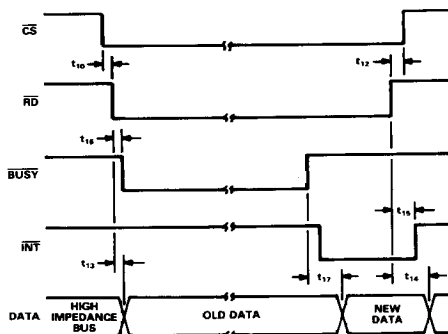 CS
t10
t12
RD
t16
BUSY
t15
INT
t13
t17
t14
DATA
HIGH
IMPEDANCE
BUS
OLD DATA
NEW
DATA